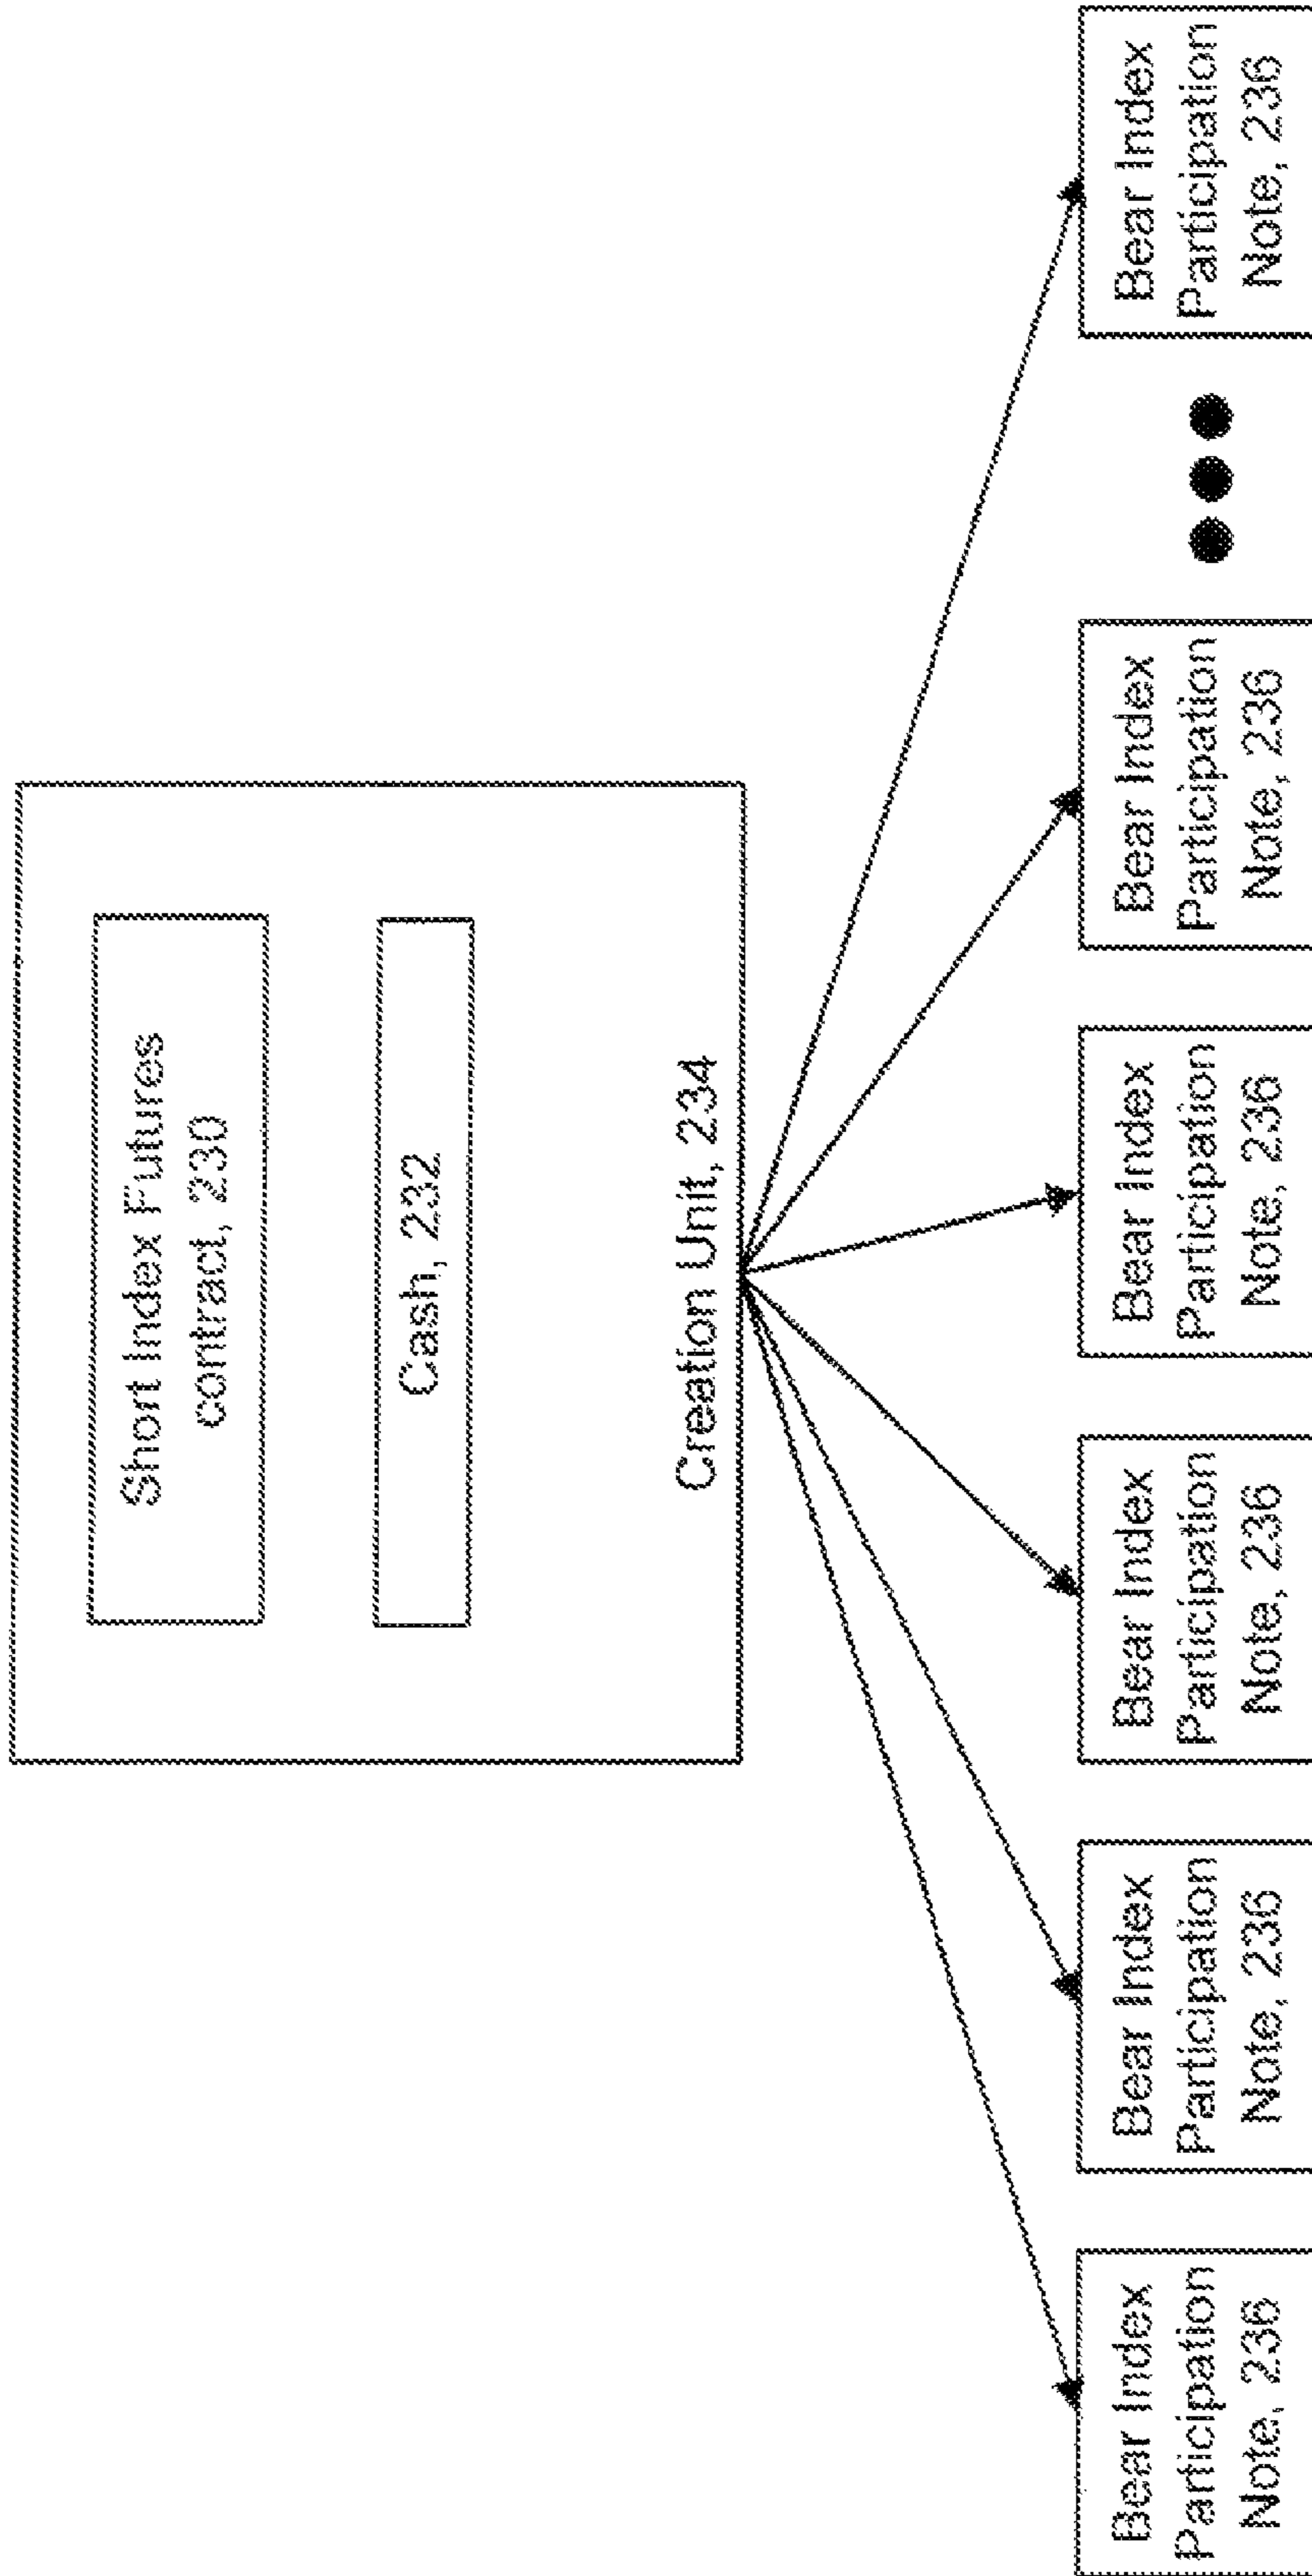 Short Index Futures
contract, 230
Cash, 232
Creation Unit, 234
Bear Index
Participation
Note, 236
Bear Index
Participation
Note, 236
Bear Index
Participation
Note, 236
Bear Index
Participation
Note, 236
Bear Index
Participation
Note, 236
Bear Index
Participation
Note, 236